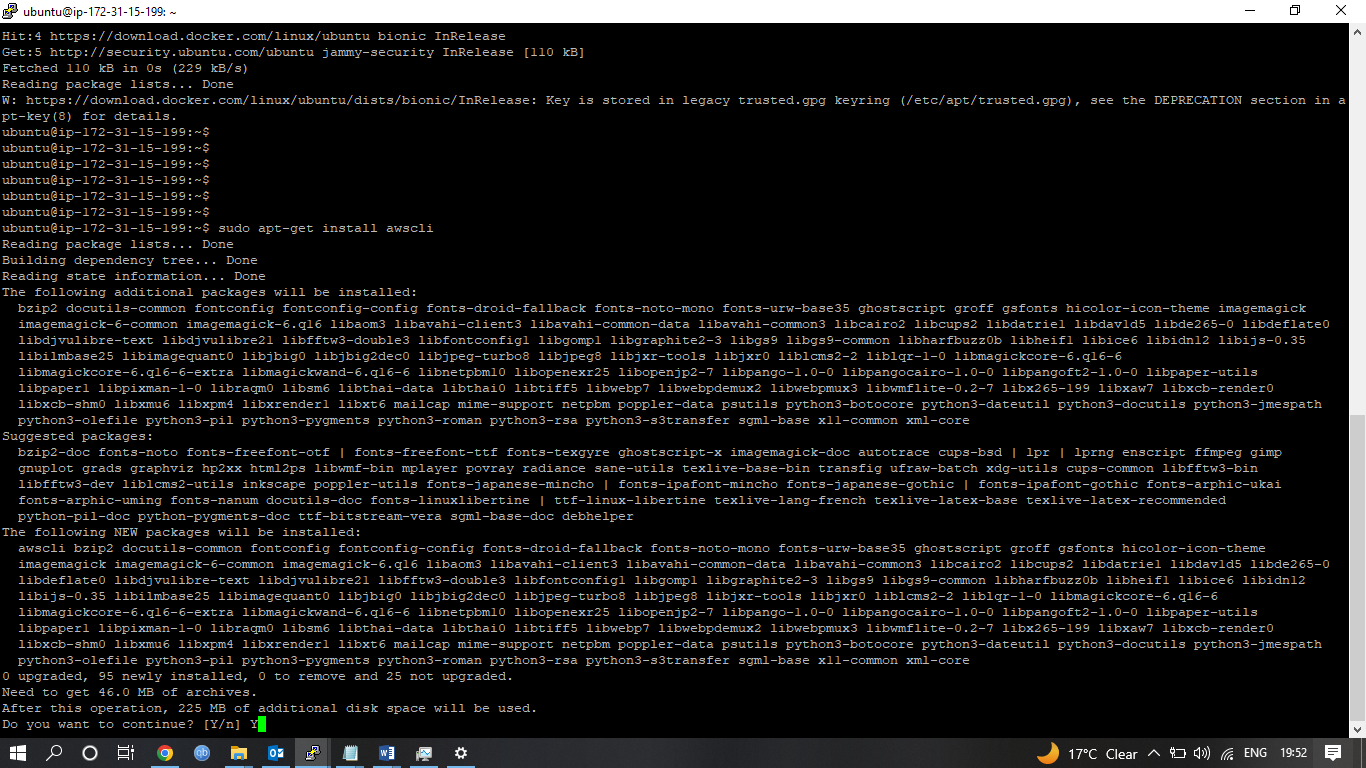 ubuntu@ip-172-31-15-199: ~
Hit:4 https://download.docker.com/linux/ubuntu bionic InRelease
Get:5 http://security.ubuntu.com/ubuntu jammy-security InRelease [110 kB]
Fetched 110 kB in 0s (229 kB/s)
Reading package lists... Done
W: https://download.docker.com/linux/ubuntu/dists/bionic/InRelease: Key is stored in legacy trusted.gpg keyring (/etc/apt/trusted.gpg), see the DEPRECATION section in a
pt-key(8) for details.
ubuntu@ip-172-31-15-199:~$
ubuntu@ip-172-31-15-199:~$
ubuntu@ip-172-31-15-199:~$
ubuntu@ip-172-31-15-199:~$
ubuntu@ip-172-31-15-199:~$
ubuntu@ip-172-31-15-199:~$
ubuntu@ip-172-31-15-199:~$ sudo apt-get install awscli
Reading package lists... Done
Building dependency tree... Done
Reading state information... Done
The following additional packages will be installed:
bzip2 docutils-common fontconfig fontconfig-config fonts-droid-fallback fonts-noto-mono fonts-urw-base35 ghostscript groff gsfonts hicolor-icon-theme imagemagick
imagemagick-6-common imagemagick-6.q16 libaom3 libavahi-client3 libavahi-common-data libavahi-common3 libcairo2 libcups2 libdatrie1 libdav1d5 libde265-0 libdeflate0
libdjvulibre-text libdjvulibre21 libfftw3-double3 libfontconfig1 libgomp1 libgraphite2-3 libgs9 libgs9-common libharfbuzz0b libheif1 libice6 libidn12 libijs-0.35
libilmbase25 libimagequant0 libjbig0 libjbig2dec0 libjpeg-turbo8 libjpeg8 libjxr-tools libjxr0 liblcms2-2 liblqr-1-0 libmagickcore-6.q16-6
libmagickcore-6.q16-6-extra libmagickwand-6.q16-6 libnetpbm10 libopenexr25 libopenjp2-7 libpango-1.0-0 libpangocairo-1.0-0 libpangoft2-1.0-0 libpaper-utils
libpaper1 libpixman-1-0 libraqm0 libsm6 libthai-data libthai0 libtiff5 libwebp7 libwebpdemux2 libwebpmux3 libwmflite-0.2-7 libx265-199 libxaw7 libxcb-render0
libxcb-shm0 libxmu6 libxpm4 libxrender1 libxt6 mailcap mime-support netpbm poppler-data psutils python3-botocore python3-dateutil python3-docutils python3-jmespath
python3-olefile python3-pil python3-pygments python3-roman python3-rsa python3-s3transfer sgml-base x11-common xml-core
Suggested packages:
bzip2-doc fonts-noto fonts-freefont-otf | fonts-freefont-ttf fonts-texgyre ghostscript-x imagemagick-doc autotrace cups-bsd | lpr | lprng enscript ffmpeg gimp
gnuplot grads graphviz hp2xx html2ps libwmf-bin mplayer povray radiance sane-utils texlive-base-bin transfig ufraw-batch xdg-utils cups-common libfftw3-bin
libfftw3-dev liblcms2-utils inkscape poppler-utils fonts-japanese-mincho | fonts-ipafont-mincho fonts-japanese-gothic | fonts-ipafont-gothic fonts-arphic-ukai
fonts-arphic-uming fonts-nanum docutils-doc fonts-linuxlibertine | ttf-linux-libertine texlive-lang-french texlive-latex-base texlive-latex-recommended
python-pil-doc python-pygments-doc ttf-bitstream-vera sgml-base-doc debhelper
The following NEW packages will be installed:
awscli bzip2 docutils-common fontconfig fontconfig-config fonts-droid-fallback fonts-noto-mono fonts-urw-base35 ghostscript groff gsfonts hicolor-icon-theme
imagemagick imagemagick-6-common imagemagick-6.q16 libaom3 libavahi-client3 libavahi-common-data libavahi-common3 libcairo2 libcups2 libdatrie1 libdav1d5 libde265-0
libdeflate0 libdjvulibre-text libdjvulibre21 libfftw3-double3 libfontconfig1 libgomp1 libgraphite2-3 libgs9 libgs9-common libharfbuzz0b libheif1 libice6 libidn12
libijs-0.35 libilmbase25 libimagequant0 libjbig0 libjbig2dec0 libjpeg-turbo8 libjpeg8 libjxr-tools libjxr0 liblcms2-2 liblqr-1-0 libmagickcore-6.q16-6
libmagickcore-6.q16-6-extra libmagickwand-6.q16-6 libnetpbm10 libopenexr25 libopenjp2-7 libpango-1.0-0 libpangocairo-1.0-0 libpangoft2-1.0-0 libpaper-utils
libpaper1 libpixman-1-0 libraqm0 libsm6 libthai-data libthai0 libtiff5 libwebp7 libwebpdemux2 libwebpmux3 libwmflite-0.2-7 libx265-199 libxaw7 libxcb-render0
libxcb-shm0 libxmu6 libxpm4 libxrender1 libxt6 mailcap mime-support netpbm poppler-data psutils python3-botocore python3-dateutil python3-docutils python3-jmespath
python3-olefile python3-pil python3-pygments python3-roman python3-rsa python3-s3transfer sgml-base x11-common xml-core
0 upgraded, 95 newly installed, 0 to remove and 25 not upgraded.
Need to get 46.0 MB of archives.
After this operation, 225 MB of additional disk space will be used.
Do you want to continue? [Y/n] Y
17°C Clear ENG 19:52